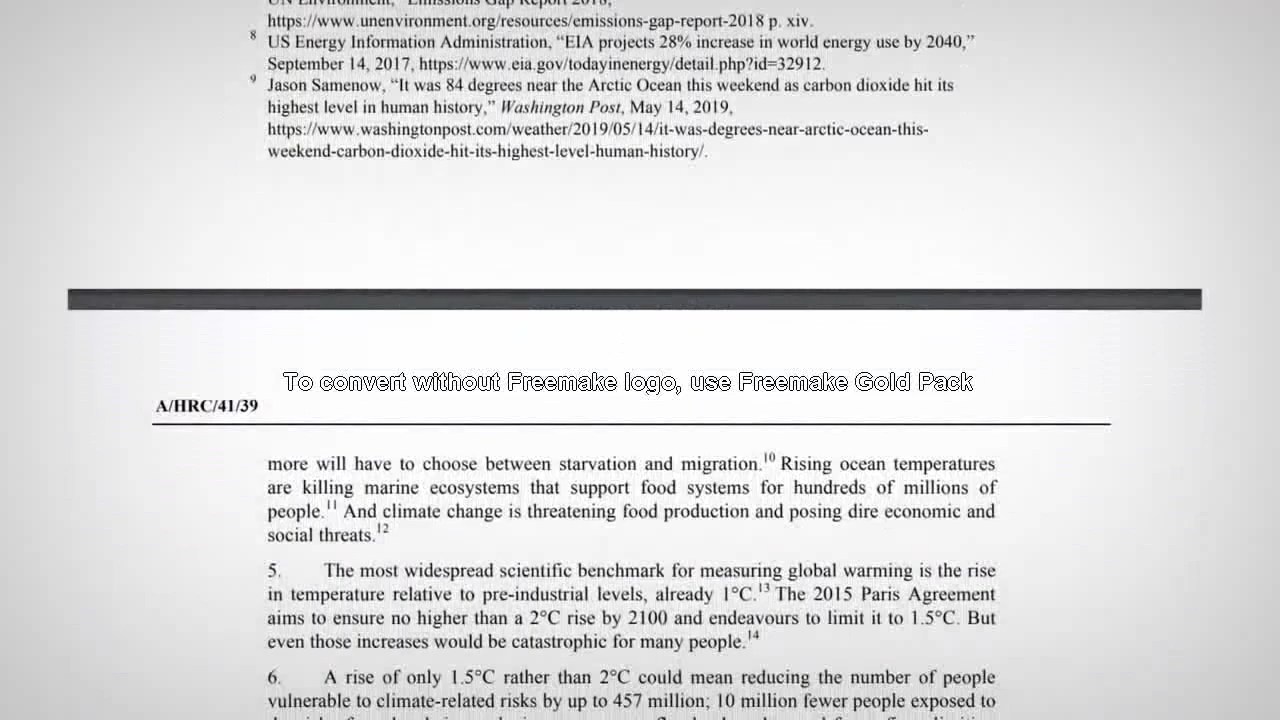 UN Environment, "Emissions Gap Report 2018,"
https://www.unenvironment.org/resources/emissions-gap-report-2018 p. xiv.
8 US Energy Information Administration, “EIA projects 28% increase in world energy use by 2040,”
September 14, 2017, https://www.eia.gov/todayinenergy/detail.php?id=32912.
9 Jason Samenow, “It was 84 degrees near the Arctic Ocean this weekend as carbon dioxide hit its
highest level in human history,” Washington Post, May 14, 2019,
https://www.washingtonpost.com/weather/2019/05/14/it-was-degrees-near-arctic-ocean-this-
weekend-carbon-dioxide-hit-its-highest-level-human-history/.
To convert without Freemake logo, use Freemake Gold Pack
A/HRC/41/39
more will have to choose between starvation and migration.10 Rising ocean temperatures
are killing marine ecosystems that support food systems for hundreds of millions of
people.11 And climate change is threatening food production and posing dire economic and
social threats.12
5. The most widespread scientific benchmark for measuring global warming is the rise
in temperature relative to pre-industrial levels, already 1°C.13 The 2015 Paris Agreement
aims to ensure no higher than a 2°C rise by 2100 and endeavours to limit it to 1.5°C. But
even those increases would be catastrophic for many people.14
6. A rise of only 1.5°C rather than 2°C could mean reducing the number of people
vulnerable to climate-related risks by up to 457 million; 10 million fewer people exposed to